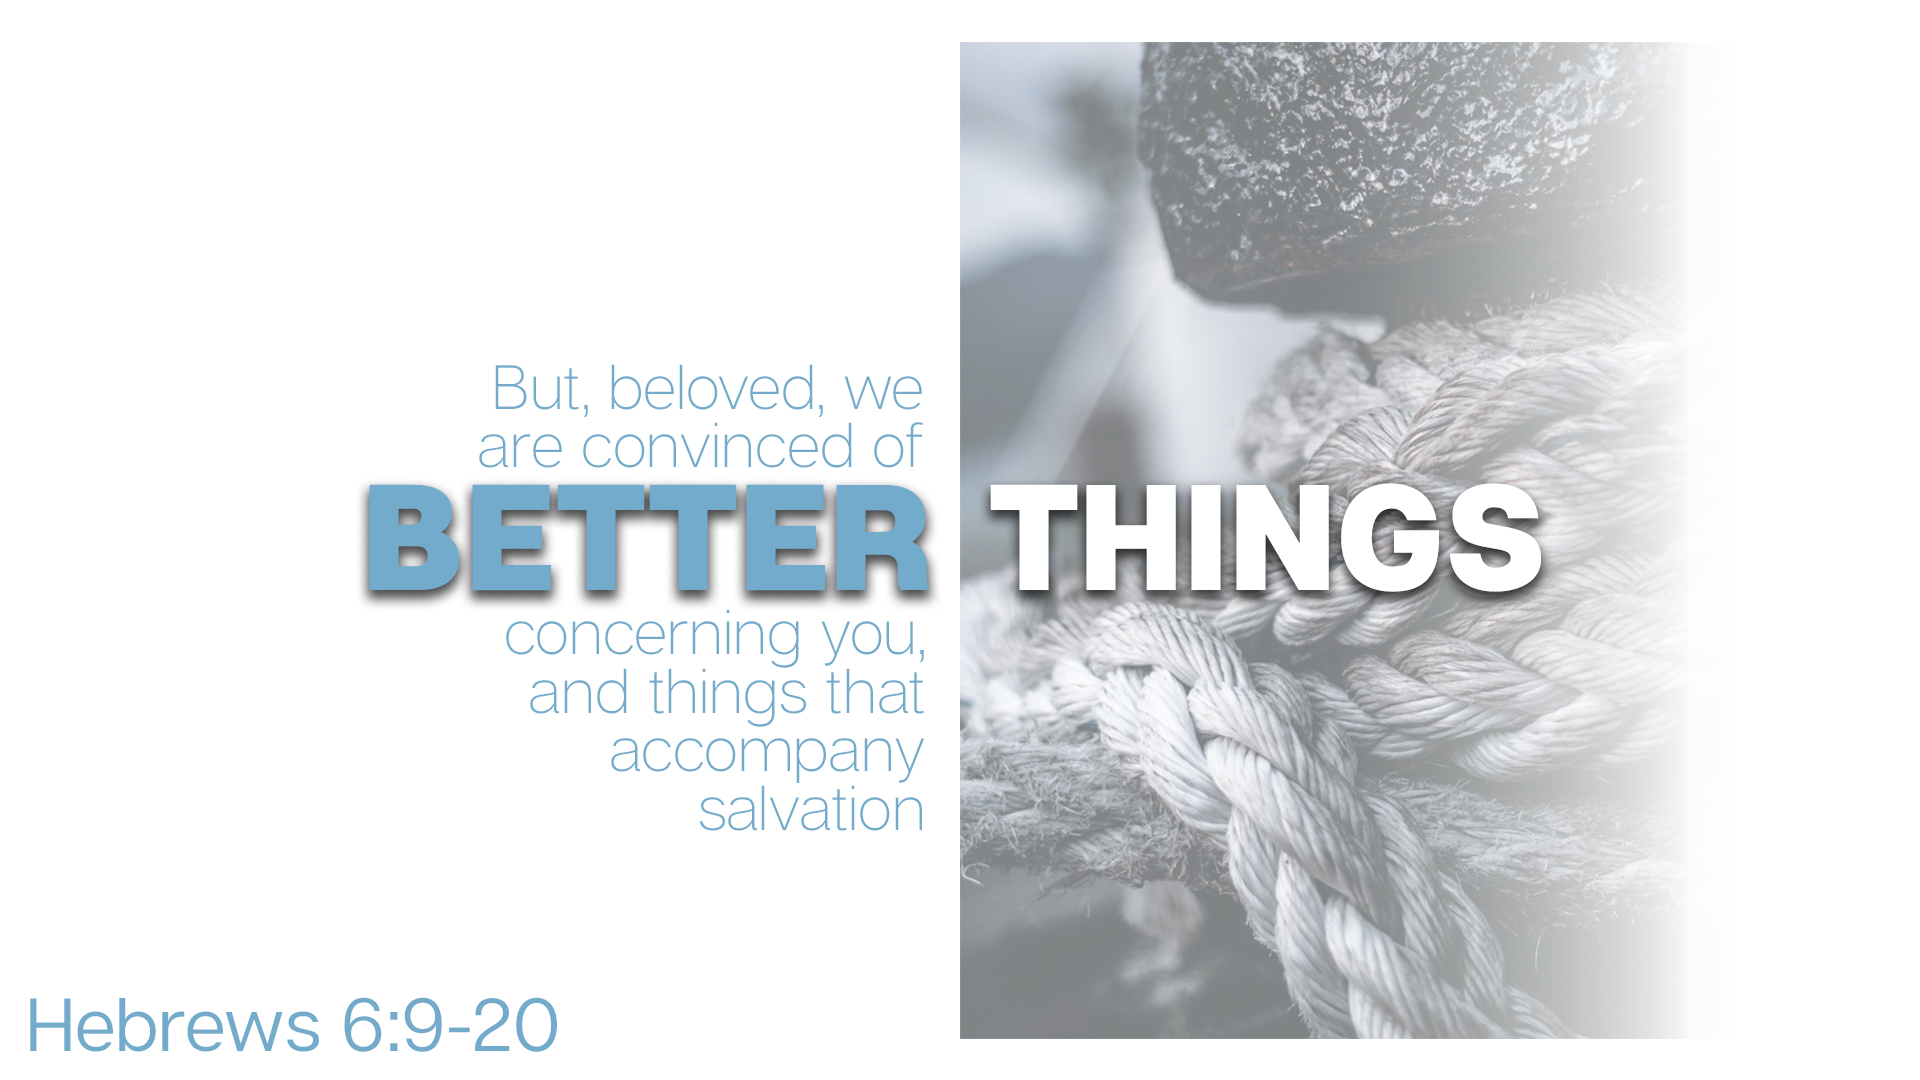 But, beloved, we
are convinced of
BETTER THINGS
concerning you,
and things that
accompany
salvation
Hebrews 6:9-20